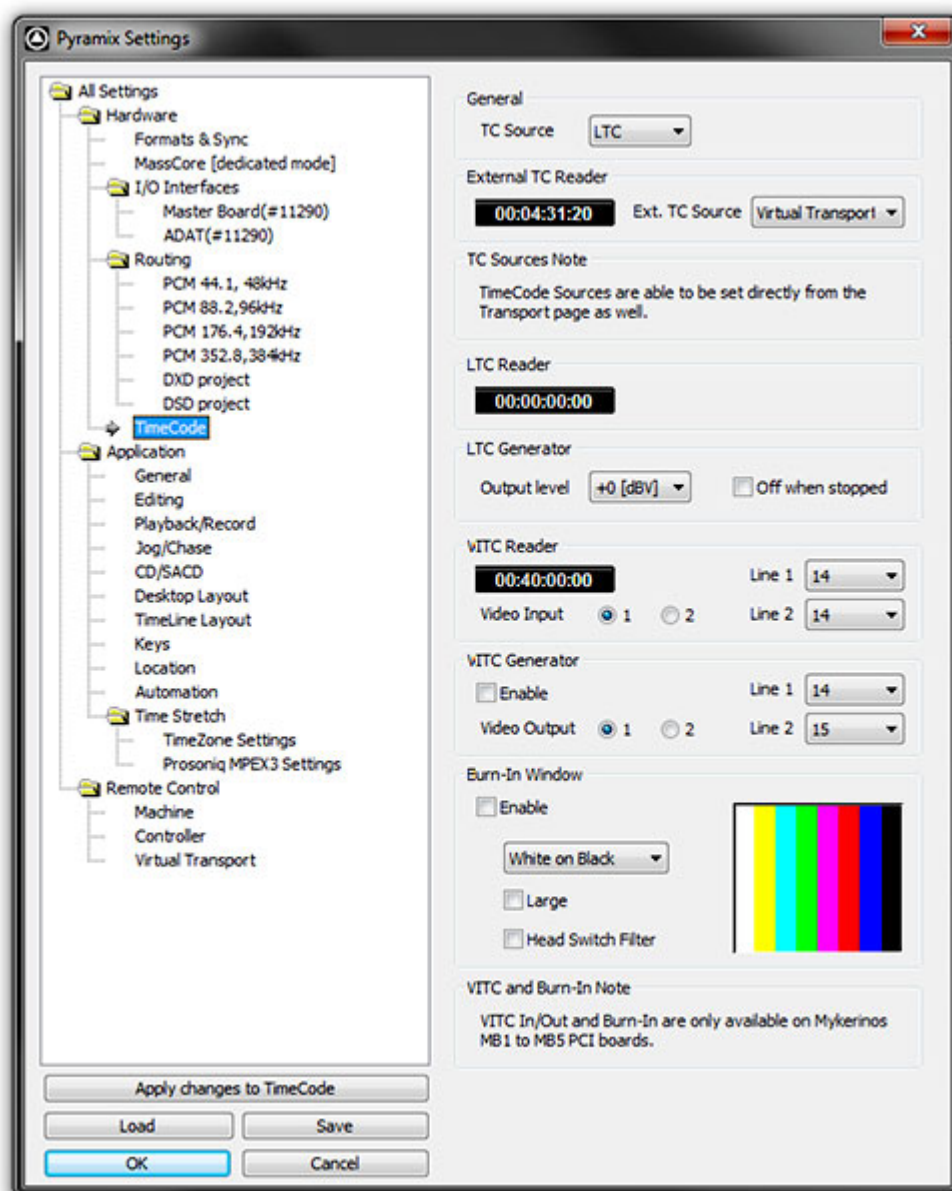 Pyramix Settings
All Settings
Hardware
Formats & Sync
MassCore [dedicated mode]
I/O Interfaces
Master Board(#11290)
ADAT(#11290)
Routing
PCM 44.1, 48kHz
PCM 88.2,96kHz
PCM 176.4,192kHz
PCM 352.8,384kHz
DXD project
DSD project
TimeCode
Application
General
Editing
Playback/Record
Jog/Chase
CD/SACD
Desktop Layout
TimeLine Layout
Keys
Location
Automation
Time Stretch
TimeZone Settings
Prosoniq MPEX3 Settings
Remote Control
Machine
Controller
Virtual Transport
Apply changes to TimeCode
Load Save
OK Cancel
General
TC Source LTC
External TC Reader
00:04:31:20 Ext. TC Source Virtual Transport
TC Sources Note
TimeCode Sources are able to be set directly from the
Transport page as well.
LTC Reader
00:00:00:00
LTC Generator
Output level +0 [dBV] Off when stopped
VITC Reader
00:40:00:00 Line 1 14
Video Input 1 2 Line 2 14
VITC Generator
Enable Line 1 14
Video Output 1 2 Line 2 15
Burn-In Window
Enable
White on Black
Large
Head Switch Filter
VITC and Burn-In Note
VITC In/Out and Burn-In are only available on Mykerinos
MB1 to MB5 PCI boards.